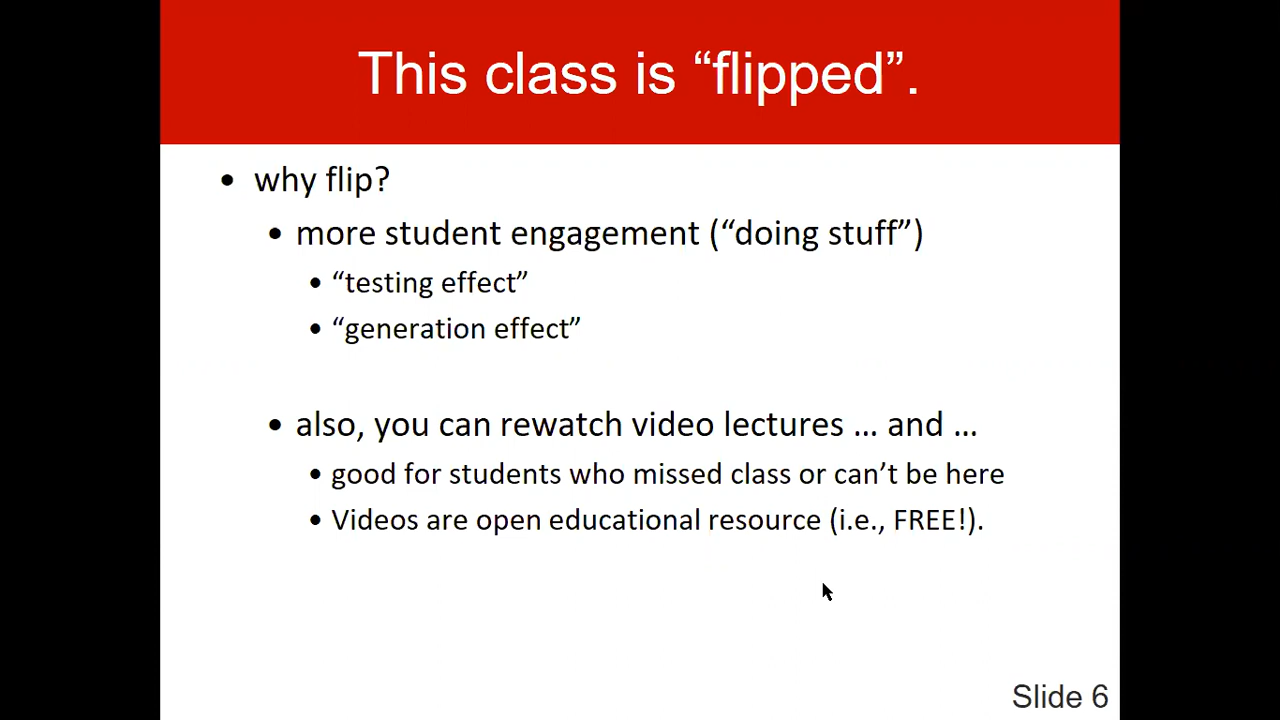 This class is “flipped”.
• why flip?
• more student engagement (“doing stuff”)
• “testing effect”
• “generation effect”
• also, you can rewatch video lectures … and …
• good for students who missed class or can’t be here
• Videos are open educational resource (i.e., FREE!).
Slide 6